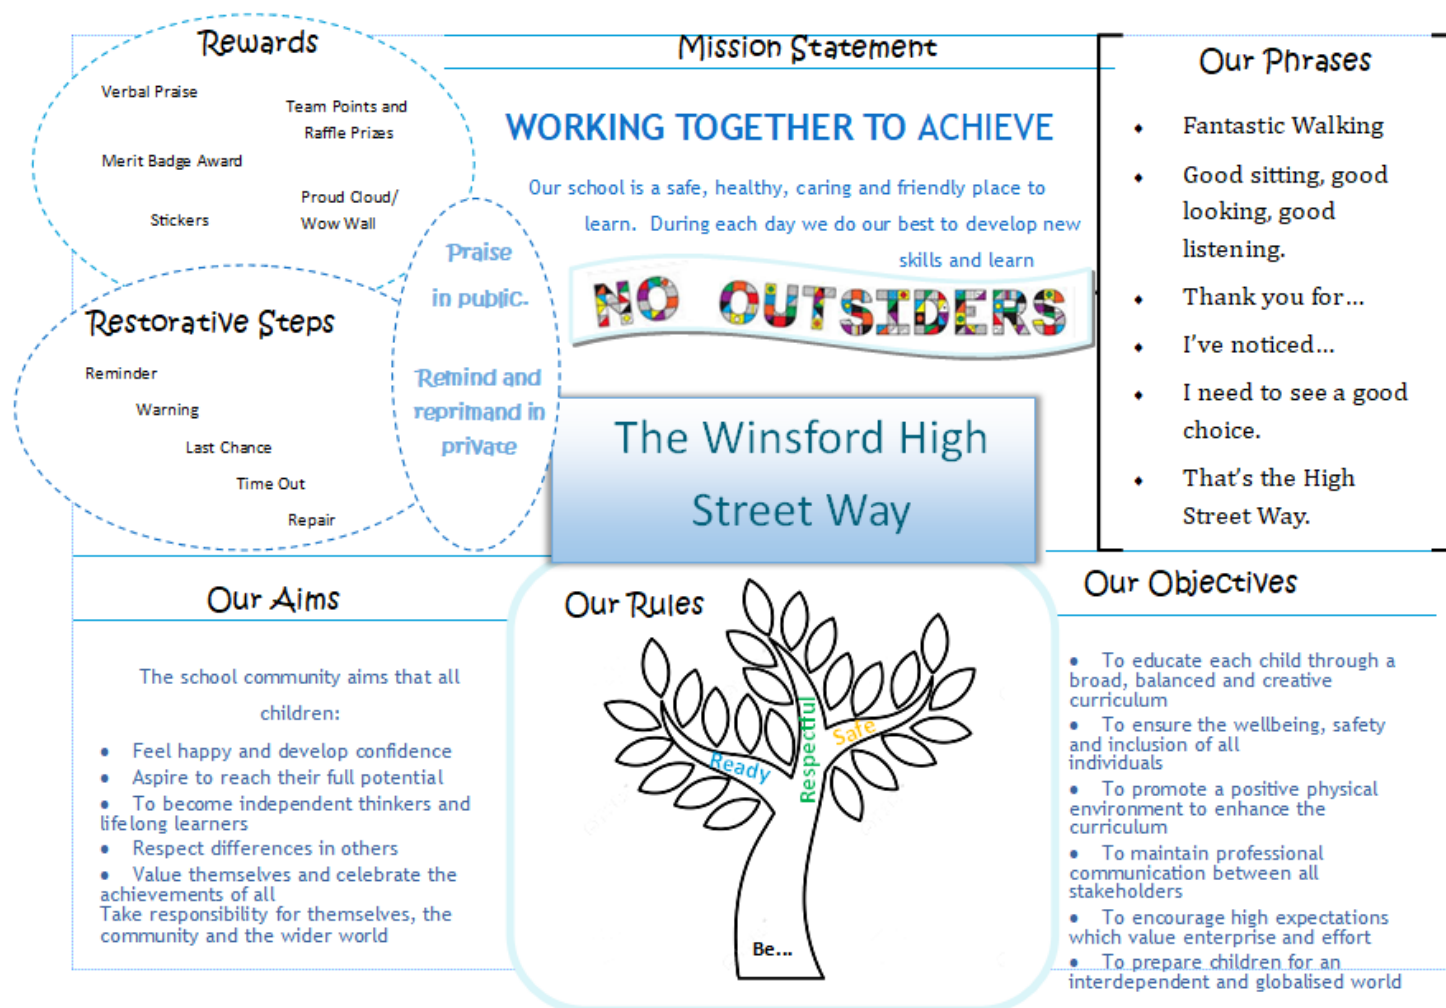 Rewards
Verbal Praise
Team Points and
Raffle Prizes
Merit Badge Award
Proud Cloud/
Wow Wall
Stickers
Restorative Steps
Reminder
Warning
Last Chance
Time Out
Repair
Praise
in public.
Remind and
reprimand in
private
Mission Statement
WORKING TOGETHER TO ACHIEVE
Our school is a safe, healthy, caring and friendly place to
learn. During each day we do our best to develop new
skills and learn
NO OUTSIDERS
The Winsford High
Street Way
Our Phrases
⬧ Fantastic Walking
⬧ Good sitting, good
looking, good
listening.
⬧ Thank you for...
⬧ I've noticed...
⬧ I need to see a good
choice.
⬧ That's the High
Street Way.
Our Aims
The school community aims that all
children:
• Feel happy and develop confidence
• Aspire to reach their full potential
• To become independent thinkers and
lifelong learners
• Respect differences in others
• Value themselves and celebrate the
achievements of all
Take responsibility for themselves, the
community and the wider world
Our Rules
Ready
Respectful
Safe
Be...
Our Objectives
• To educate each child through a
broad, balanced and creative
curriculum
• To ensure the wellbeing, safety
and inclusion of all
individuals
• To promote a positive physical
environment to enhance the
curriculum
• To maintain professional
communication between all
stakeholders
• To encourage high expectations
which value enterprise and effort
• To prepare children for an
interdependent and globalised world